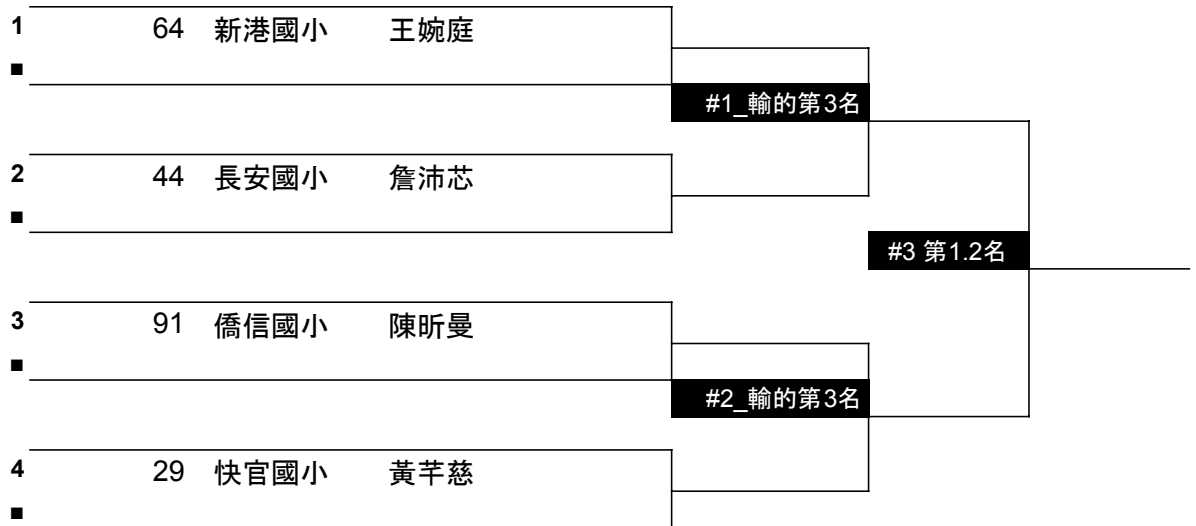 1 64 新港國小 王婉庭
■
#1_輸的第3名
2 44 長安國小 詹沛芯
■
#3 第1.2名
3 91 僑信國小 陳昕曼
■
#2_輸的第3名
4 29 快官國小 黃芊慈
■